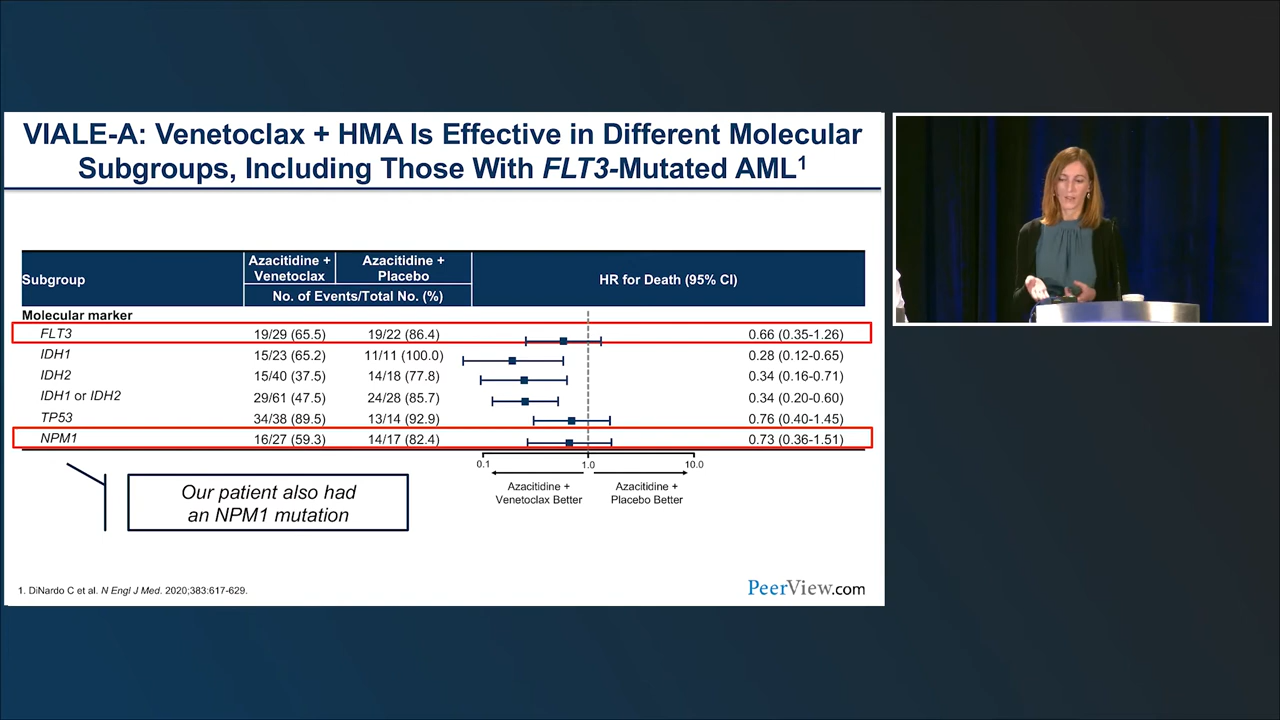 VIALE-A: Venetoclax + HMA Is Effective in Different Molecular
Subgroups, Including Those With FLT3-Mutated AML1
Subgroup
Azacitidine +
Venetoclax
Azacitidine +
Placebo
No. of Events/Total No. (%)
HR for Death (95% CI)
Molecular marker
FLT3 19/29 (65.5) 19/22 (86.4) 0.66 (0.35-1.26)
IDH1 15/23 (65.2) 11/11 (100.0) 0.28 (0.12-0.65)
IDH2 15/40 (37.5) 14/18 (77.8) 0.34 (0.16-0.71)
IDH1 or IDH2 29/61 (47.5) 24/28 (85.7) 0.34 (0.20-0.60)
TP53 34/38 (89.5) 13/14 (92.9) 0.76 (0.40-1.45)
NPM1 16/27 (59.3) 14/17 (82.4) 0.73 (0.36-1.51)
0.1 1.0 10.0
Azacitidine +
Venetoclax Better
Azacitidine +
Placebo Better
Our patient also had
an NPM1 mutation
1. DiNardo C et al. N Engl J Med. 2020;383:617-629.
PeerView.com